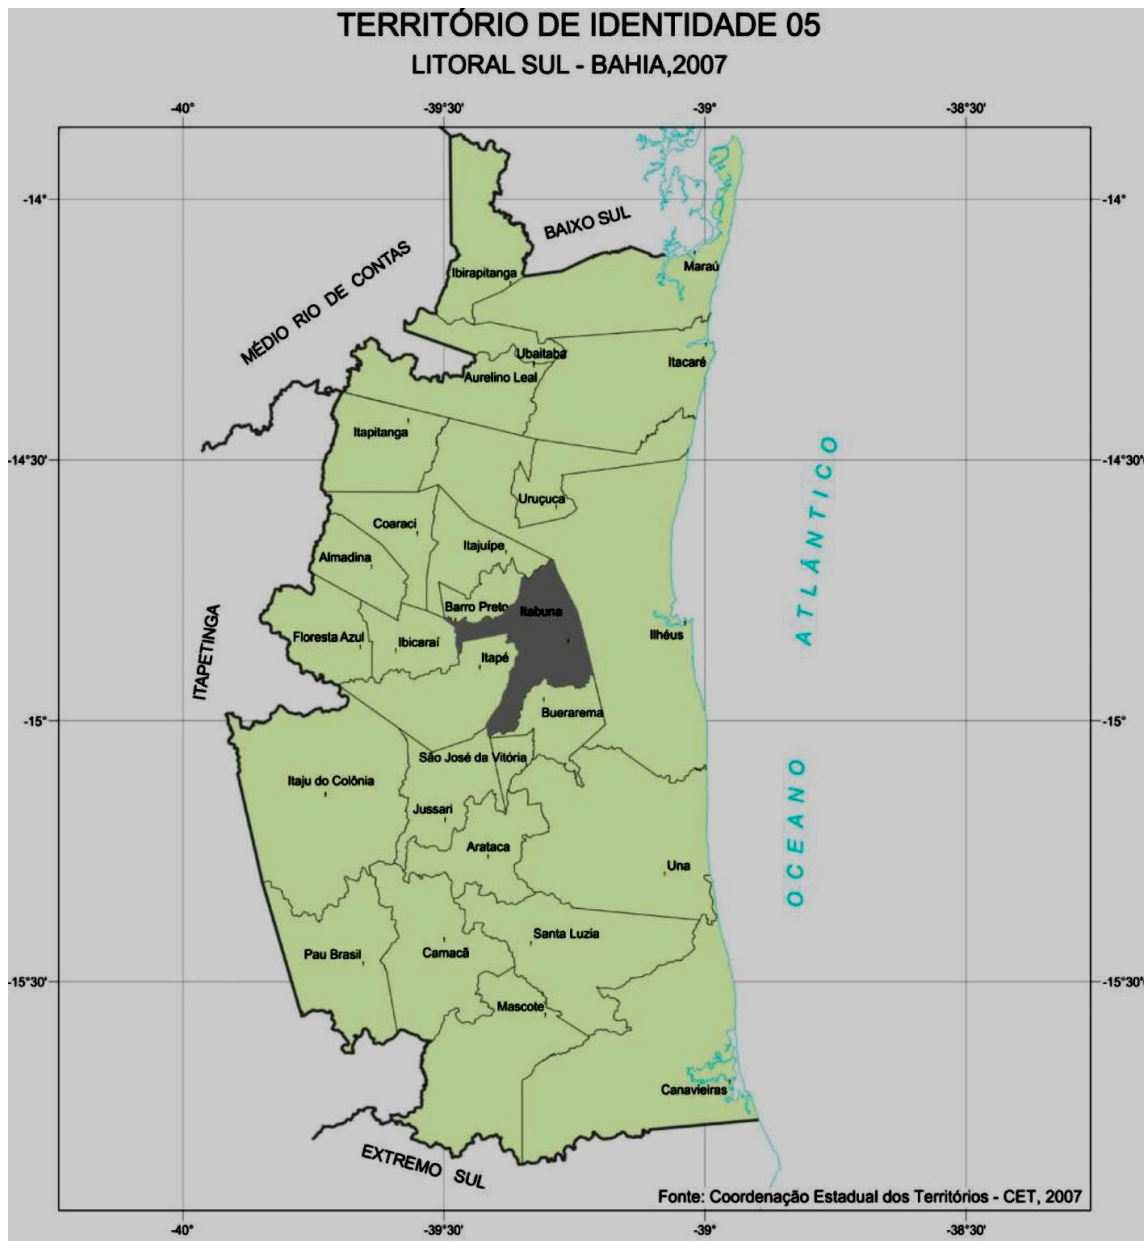 TERRITÓRIO DE IDENTIDADE 05
LITORAL SUL - BAHIA,2007
-40°
-39°30'
-39°
-38°30'
-14°
-14°
BAIXO SUL
MÉDIO RIO DE CONTAS
Ibirapitanga
Maraú
Ubaitaba
Itacaré
Aurelino Leal
Itapitanga
-14°30'
-14°30'
Uruçuca
Coaraci
Itajuípe
Almadina
ATLÂNTICO
Barro Preto
Itabuna
Floresta Azul
Ibicaraí
Ilhéus
ITAPETINGA
Itapé
Buerarema
-15°
-15°
São José da Vitória
Itaju do Colônia
Jussari
OCEANO
Arataca
Una
Santa Luzia
Pau Brasil
Camacã
-15°30'
-15°30'
Mascote
Canavieiras
EXTREMO SUL
Fonte: Coordenação Estadual dos Territórios - CET, 2007
-40°
-39°30'
-39°
-38°30'